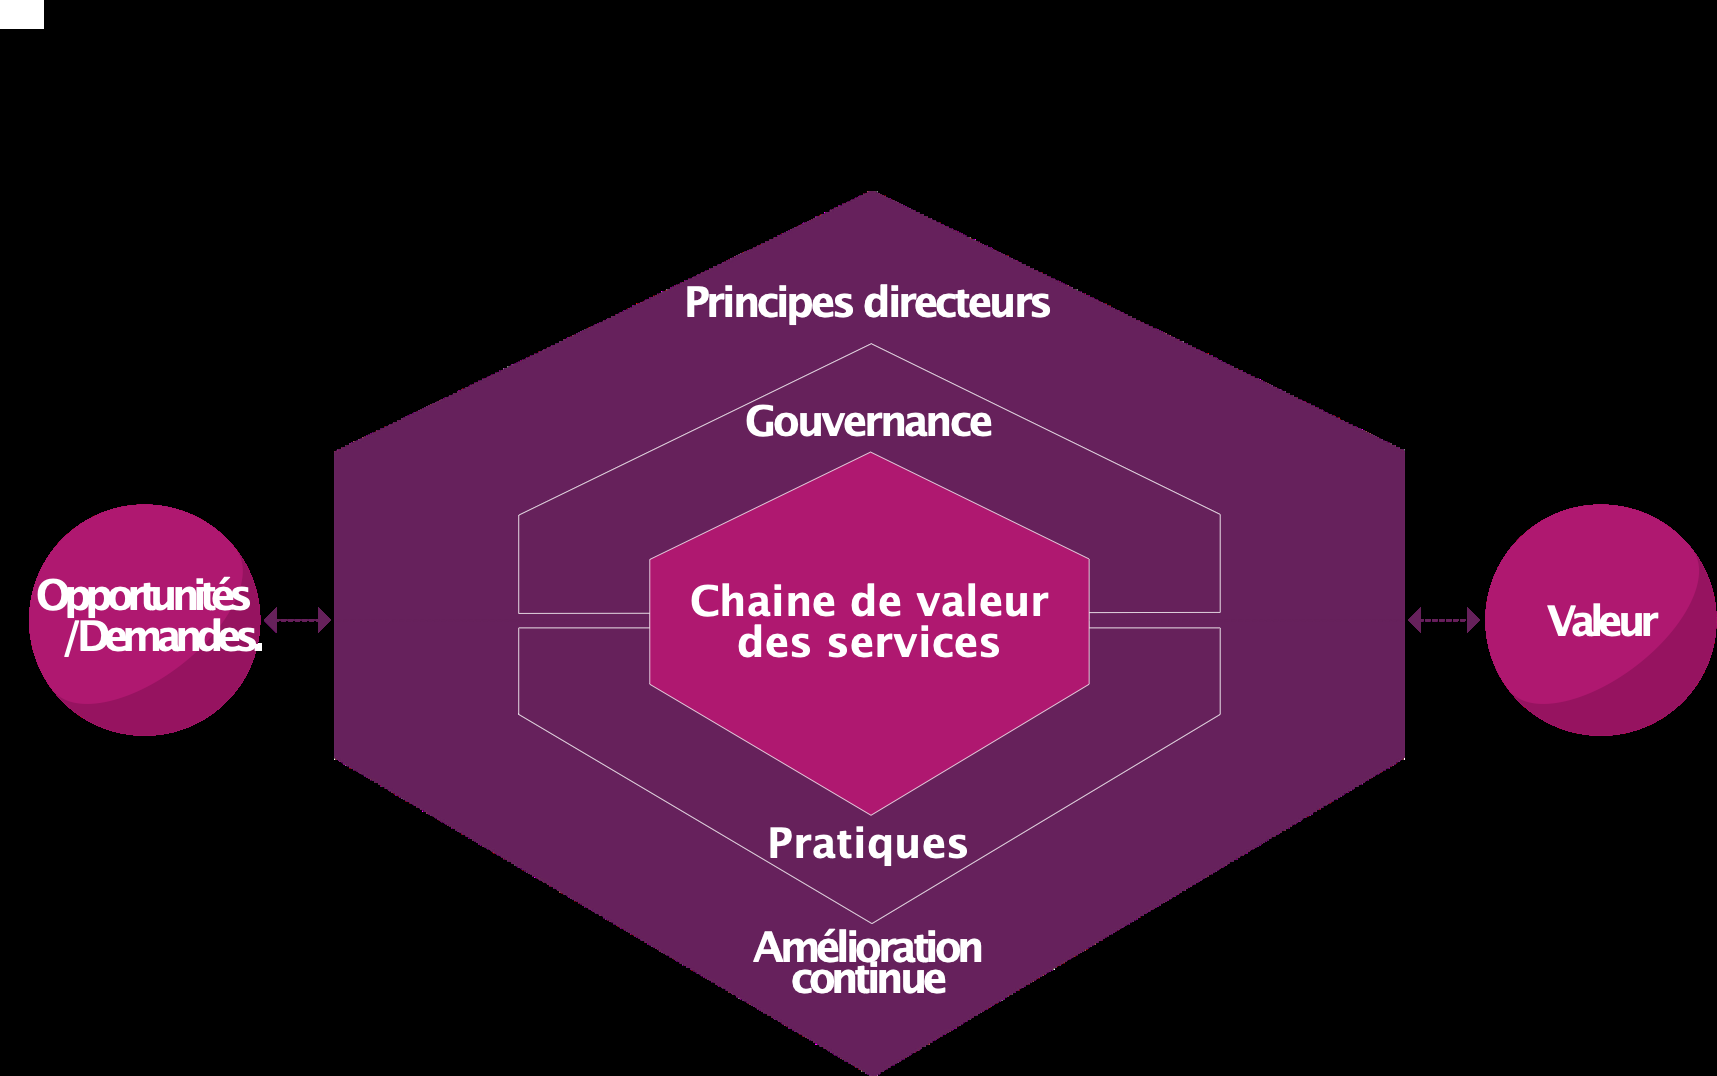 Principes directeurs
Gouvernance
Opportunités
/Demandes.
Chaine de valeur
des services
Valeur
Pratiques
Amélioration
continue